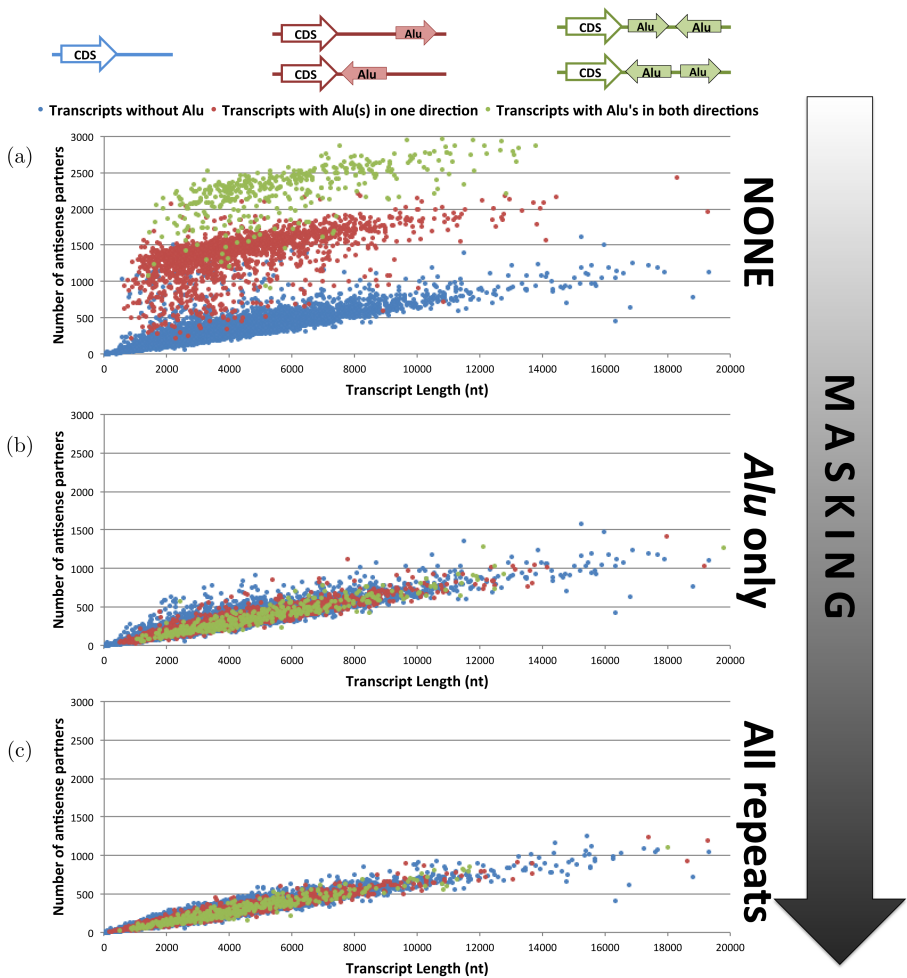 CDS
CDS Alu
CDS Alu
CDS Alu Alu
CDS Alu Alu
Transcripts without Alu Transcripts with Alu(s) in one direction Transcripts with Alu's in both directions
(a)
Number of antisense partners
3000
2500
2000
1500
1000
500
0
0 2000 4000 6000 8000 10000 12000 14000 16000 18000 20000
Transcript Length (nt)
NONE
(b)
Number of antisense partners
3000
2500
2000
1500
1000
500
0
0 2000 4000 6000 8000 10000 12000 14000 16000 18000 20000
Transcript Length (nt)
Alu only
(c)
Number of antisense partners
3000
2500
2000
1500
1000
500
0
0 2000 4000 6000 8000 10000 12000 14000 16000 18000 20000
Transcript Length (nt)
All repeats
MASKING